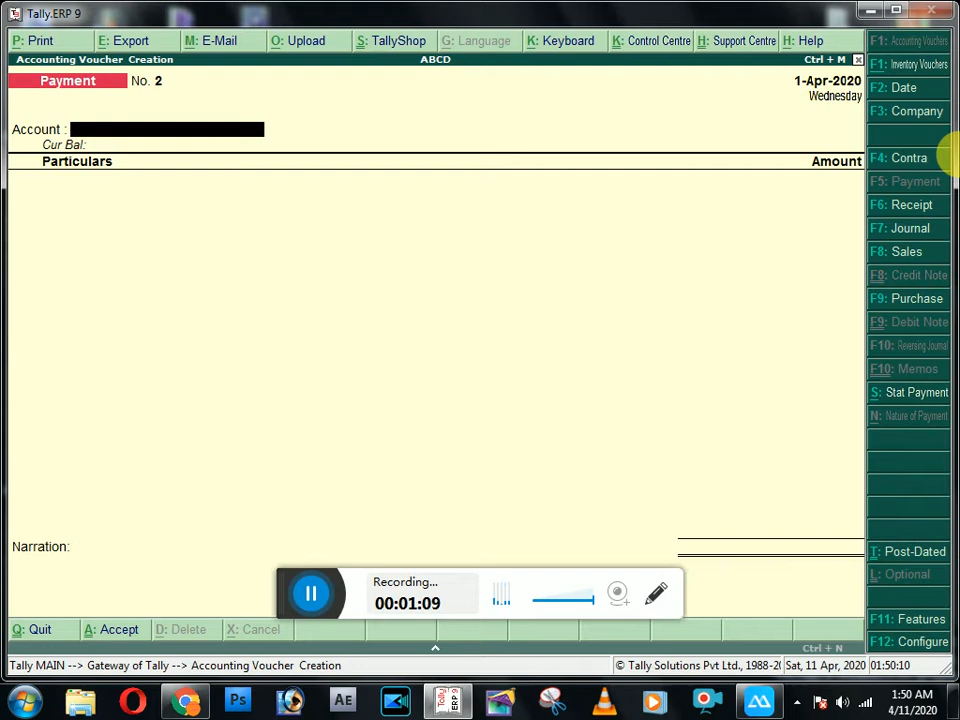 Tally.ERP 9
P: Print
E: Export
M: E-Mail
O: Upload
S: TallyShop
G: Language
K: Keyboard
K: Control Centre
H: Support Centre
H: Help
Accounting Voucher Creation
ABCD
Ctrl + M
Payment
No. 2
1-Apr-2020
Wednesday
Account :
Cur Bal:
Particulars
Amount
Narration:
F1: Accounting Vouchers
F1: Inventory Vouchers
F2: Date
F3: Company
F4: Contra
F5: Payment
F6: Receipt
F7: Journal
F8: Sales
F8: Credit Note
F9: Purchase
F9: Debit Note
F10: Reversing Journal
F10: Memos
S: Stat Payment
N: Nature of Payment
T: Post-Dated
L: Optional
F11: Features
F12: Configure
Recording...
00:01:09
Q: Quit
A: Accept
D: Delete
X: Cancel
Ctrl + N
Tally MAIN --> Gateway of Tally --> Accounting Voucher Creation
© Tally Solutions Pvt Ltd., 1988-20
Sat, 11 Apr, 2020
01:50:10
Ps
Ae
Tally
ERP 9
1:50 AM
4/11/2020